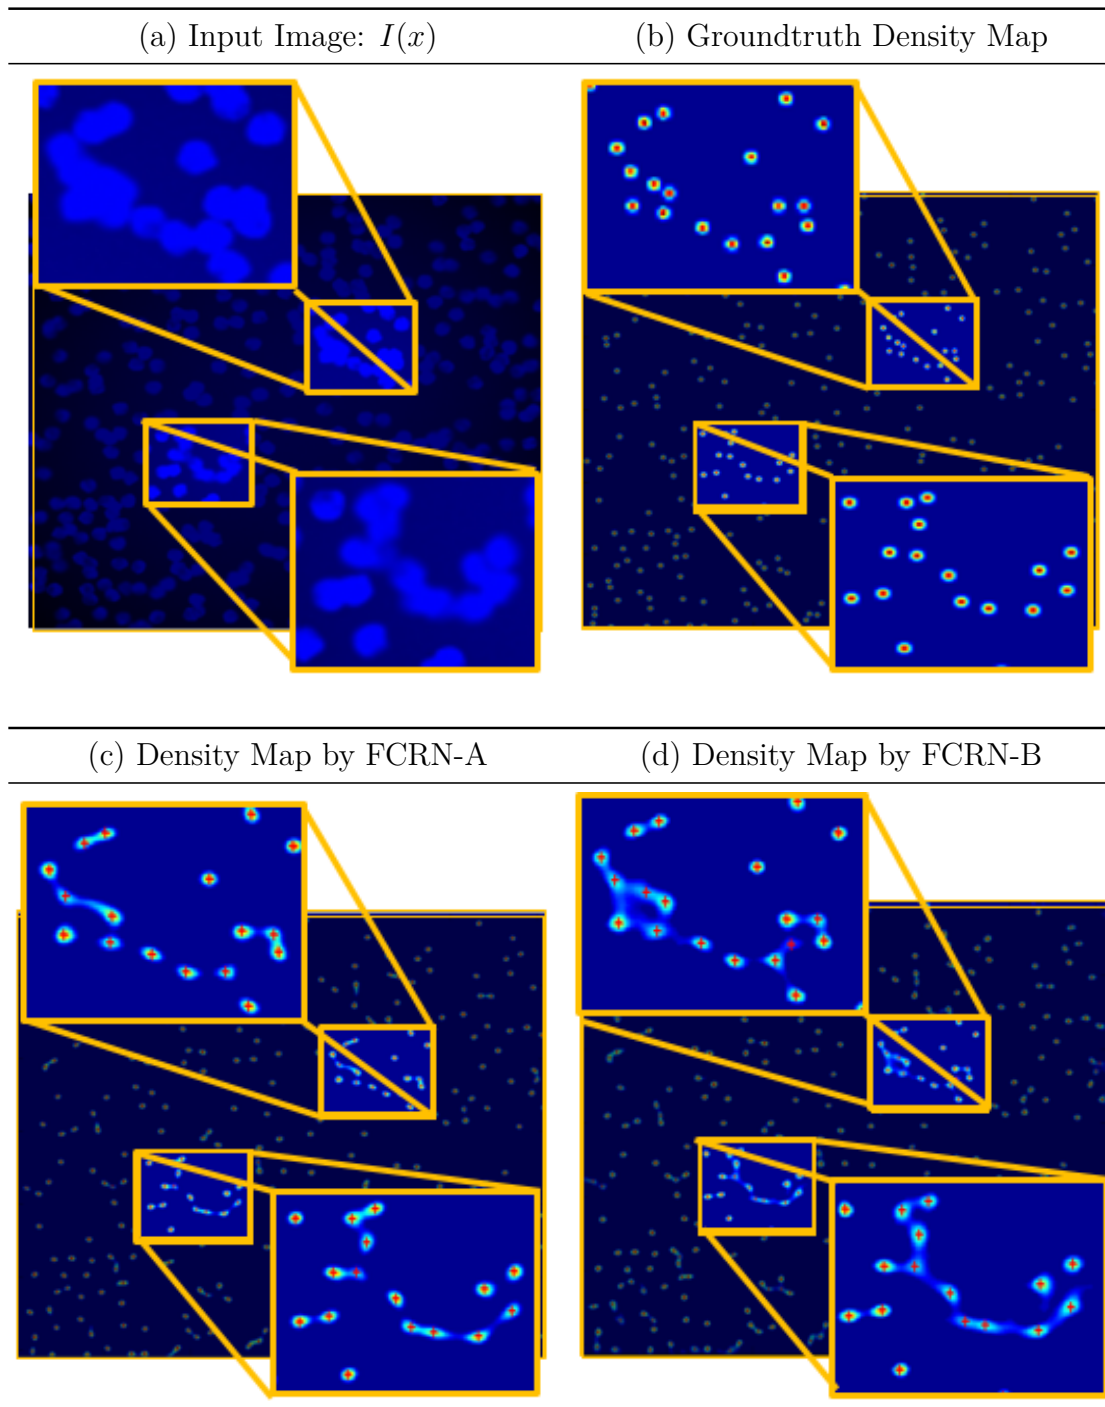 (a) Input Image: I(x)
(b) Groundtruth Density Map
(c) Density Map by FCRN-A
(d) Density Map by FCRN-B